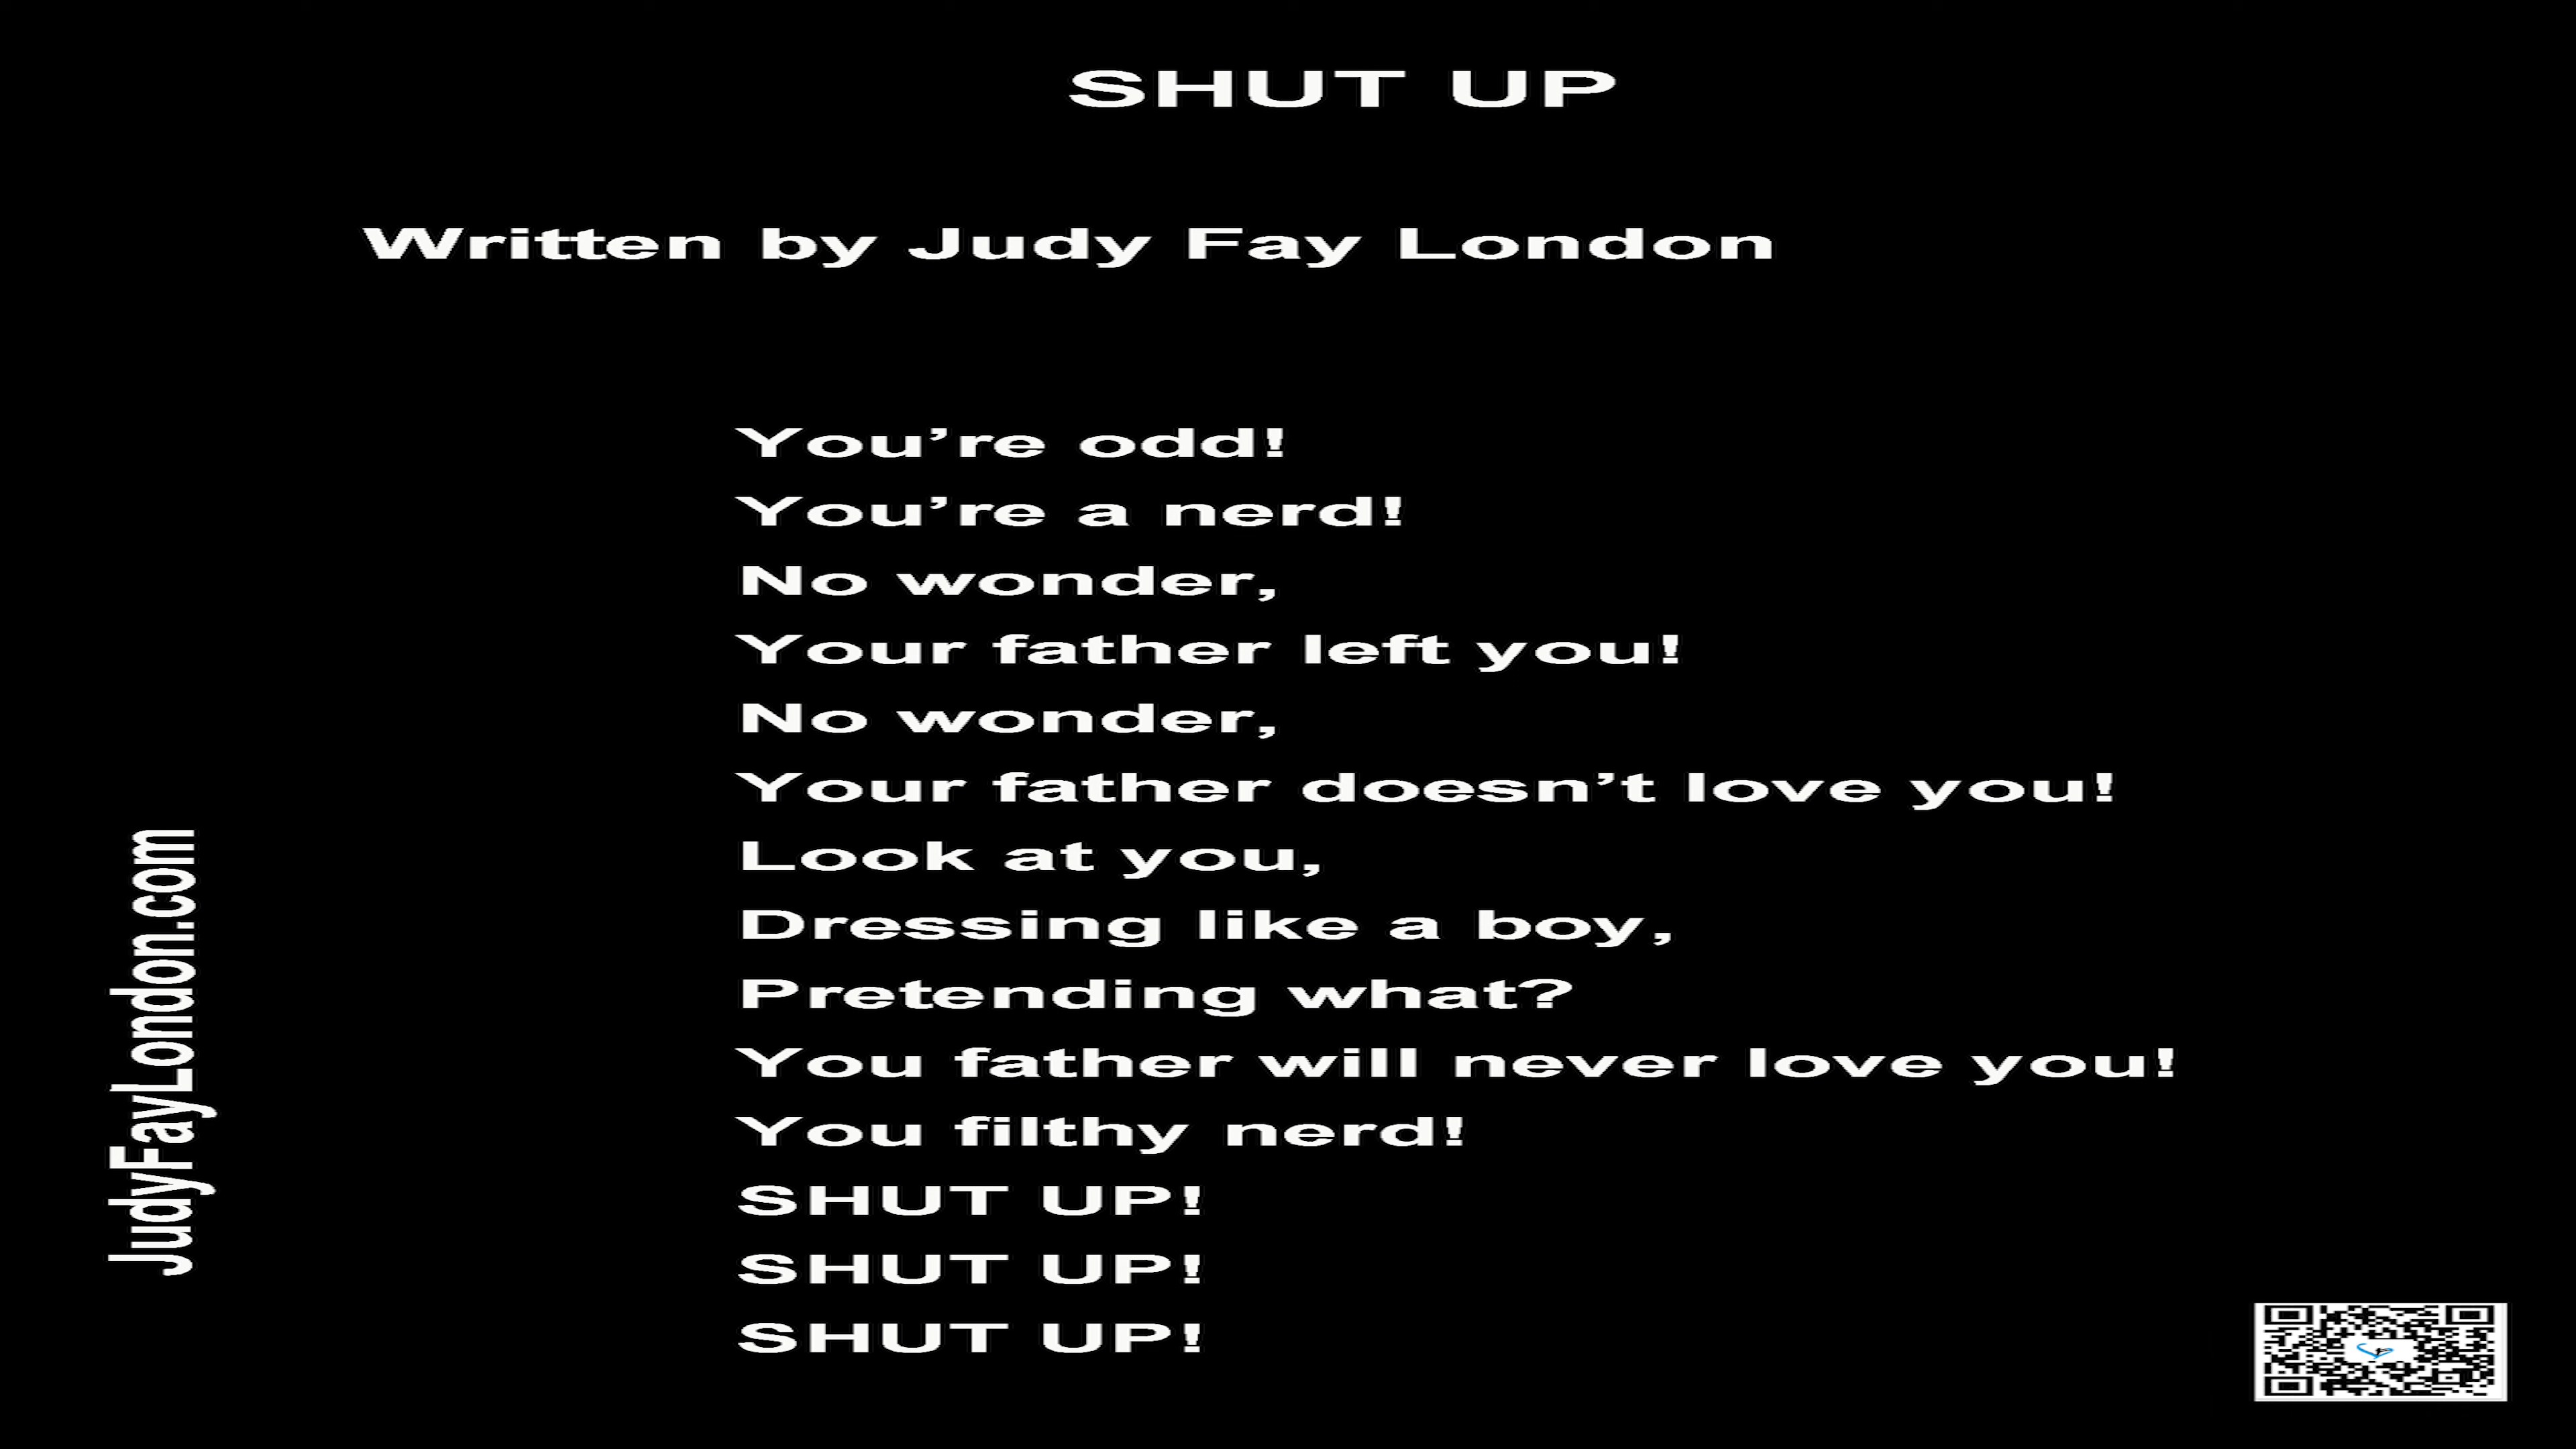 SHUT UP
Written by Judy Fay London
You’re odd!
You’re a nerd!
No wonder,
Your father left you!
No wonder,
Your father doesn’t love you!
Look at you,
Dressing like a boy,
Pretending what?
You father will never love you!
You filthy nerd!
SHUT UP!
SHUT UP!
SHUT UP!
JudyFayLondon.com